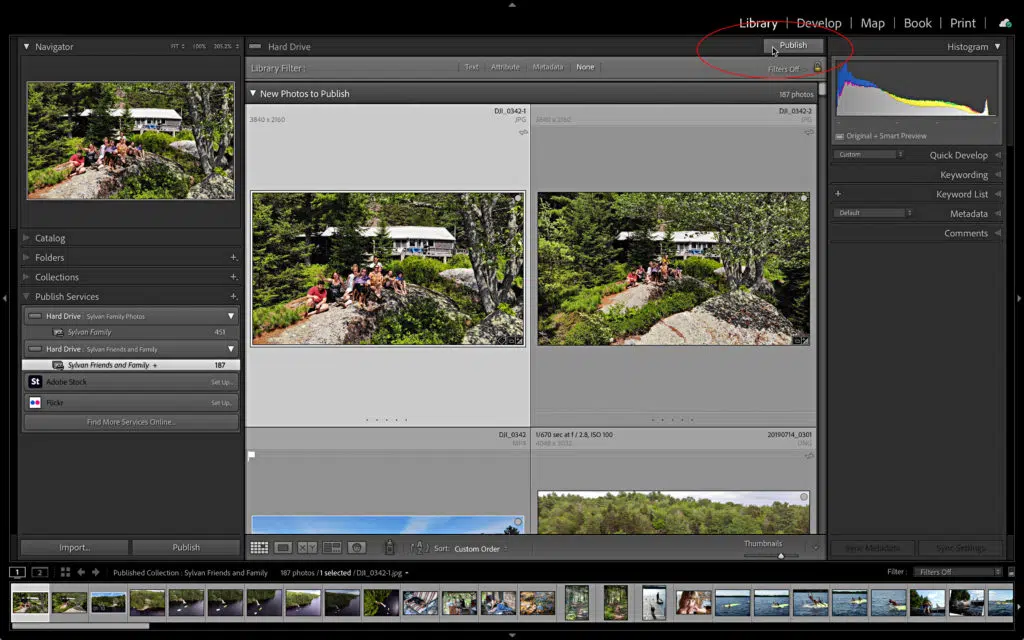 Library | Develop | Map | Book | Print
Navigator FIT 100% 205.2%
Hard Drive Publish
Histogram
Library Filter: Text Attribute Metadata None Filters Off
New Photos to Publish 187 photos
DJI_0342-1
3840 x 2160 JPG
DJI_0342-2
3840 x 2160 JPG
Original + Smart Preview
Custom Quick Develop
Keywording
+ Keyword List
Default Metadata
Comments
Catalog
Folders +
Collections +
Publish Services +
Hard Drive : Sylvan Family Photos
Sylvan Family 451
Hard Drive : Sylvan Friends and Family
Sylvan Friends and Family + 187
St Adobe Stock Set Up...
Flickr Set Up...
Find More Services Online...
DJI_0342
MP4
1/670 sec at f / 2.8, ISO 100 20190714_0301
DNG
Import... Publish
XY Sort: Custom Order
Thumbnails
Sync Metadata Sync Settings
1 2 Published Collection : Sylvan Friends and Family 187 photos / 1 selected / DJI_0342-1.jpg
Filter : Filters Off